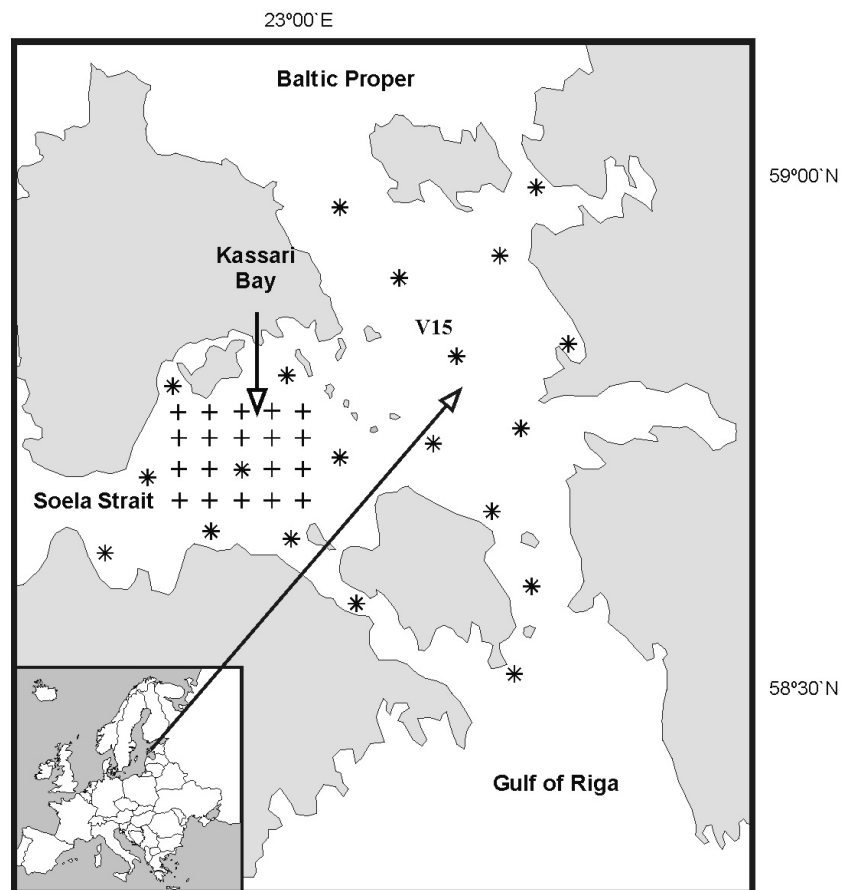 23º00`E
Baltic Proper
59º00`N
Kassari
Bay
V15
Soela Strait
58º30`N
Gulf of Riga